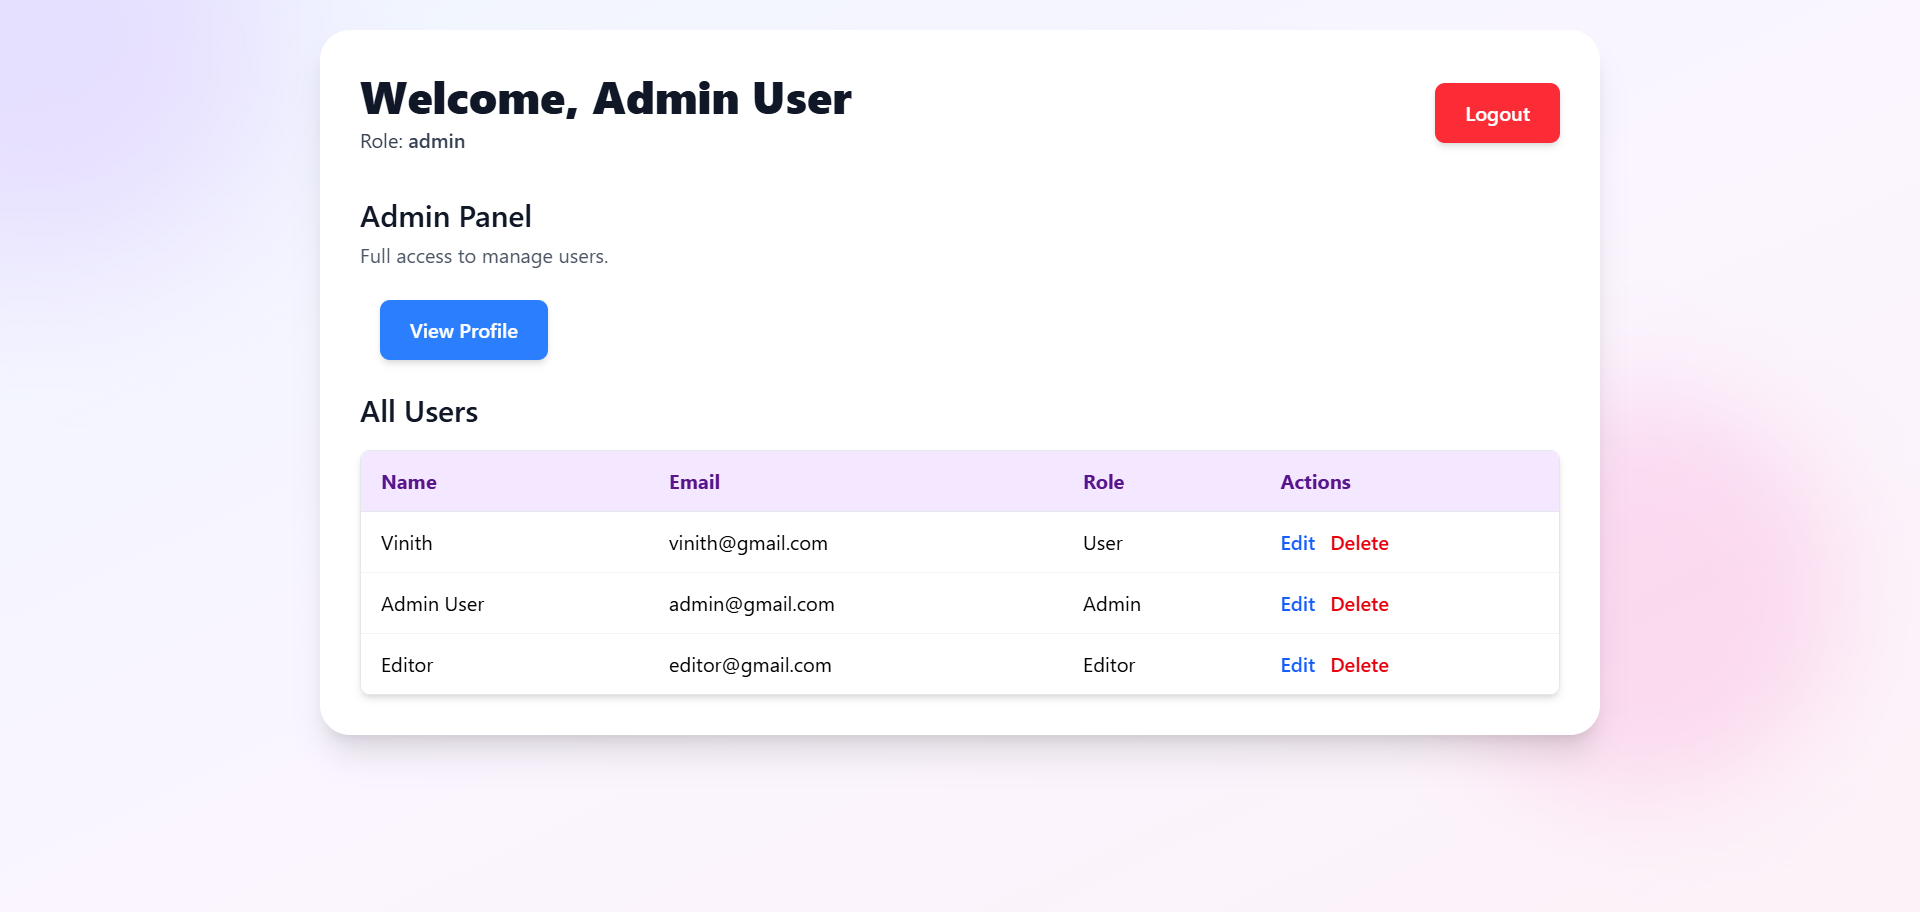 Welcome, Admin User
Logout
Role: admin
Admin Panel
Full access to manage users.
View Profile
All Users
Name Email Role Actions
Vinith vinith@gmail.com User Edit Delete
Admin User admin@gmail.com Admin Edit Delete
Editor editor@gmail.com Editor Edit Delete